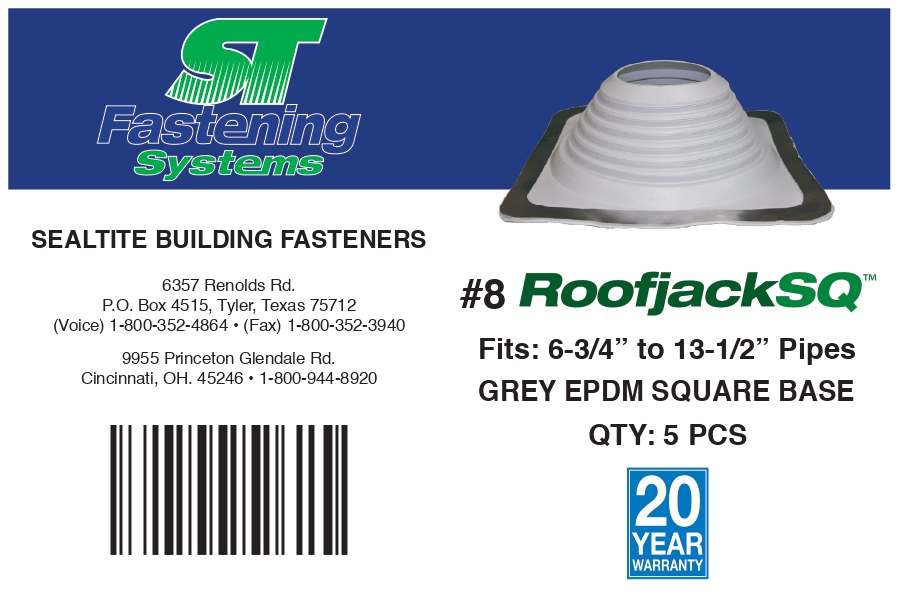 ST
Fastening
Systems
SEALTITE BUILDING FASTENERS
6357 Renolds Rd.
P.O. Box 4515, Tyler, Texas 75712
(Voice) 1-800-352-4864 • (Fax) 1-800-352-3940
9955 Princeton Glendale Rd.
Cincinnati, OH. 45246 • 1-800-944-8920
#8 RoofjackSQ™
Fits: 6-3/4” to 13-1/2” Pipes
GREY EPDM SQUARE BASE
QTY: 5 PCS
20
YEAR
WARRANTY